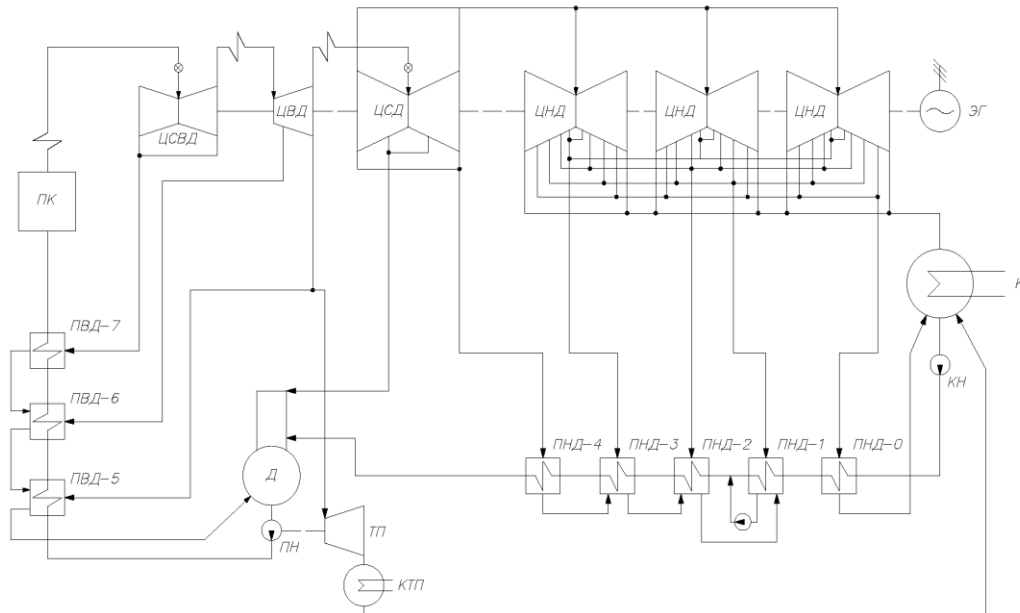 ЦСВД
ЦВД
ЦСД
ЦНД
ЦНД
ЦНД
ЭГ
ПК
К
ПВД-7
ПВД-6
ПВД-5
Д
ПН
ТП
КТП
КН
ПНД-4
ПНД-3
ПНД-2
ПНД-1
ПНД-0